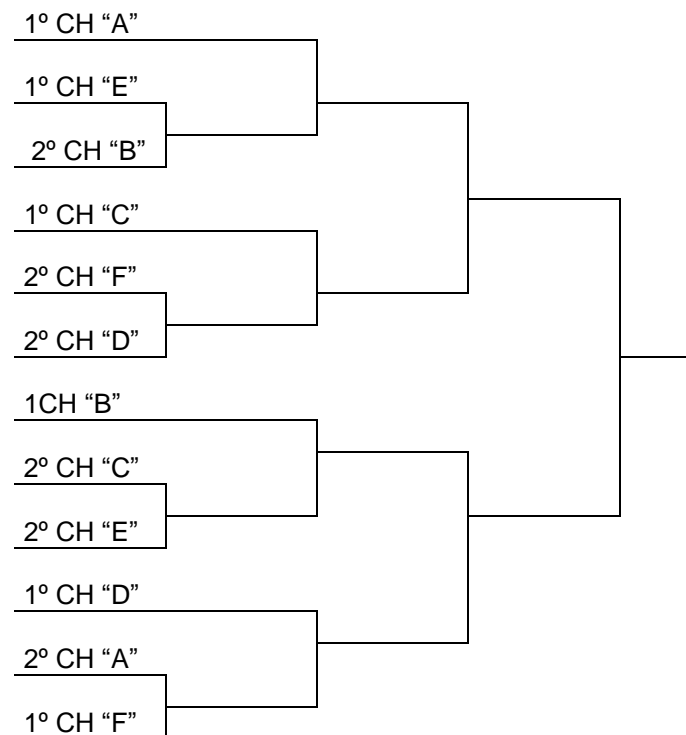 1º CH “A”
1º CH “E”
2º CH “B”
1º CH “C”
2º CH “F”
2º CH “D”
1CH “B”
2º CH “C”
2º CH “E”
1º CH “D”
2º CH “A”
1º CH “F”